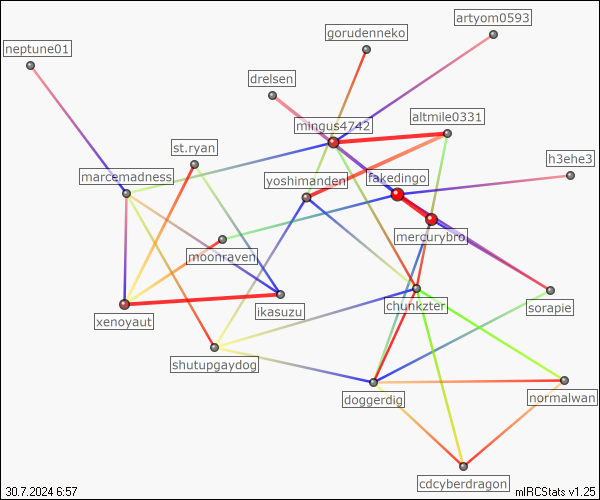 artyom0593
gorudenneko
neptune01
drelsen
altmile0331
mingus4742
st.ryan
h3ehe3
marcemadness
yoshimanden
fakedingo
mercurybro
moonraven
chunkzter
sorapie
ikasuzu
xenoyaut
shutupgaydog
doggerdig
normalwan
cdcyberdragon
30.7.2024 6:57
mIRCStats v1.25